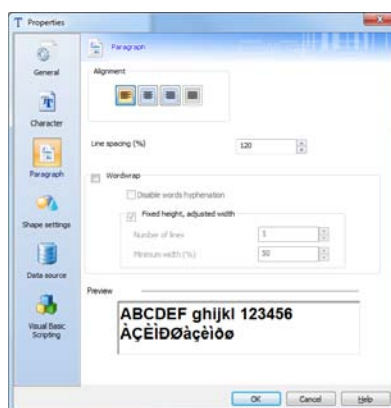 Properties
General
Character
Paragraph
Shape settings
Data source
Visual Basic
Scripting
Paragraph
Alignment
Line spacing (%)
120
Wordwrap
Disable words hyphenation
Fixed height, adjusted width
Number of lines
1
Minimum width (%)
50
Preview
ABCDEF ghijkl 123456
ÀÇÈÌÐØàçèìðø
OK
Cancel
Help